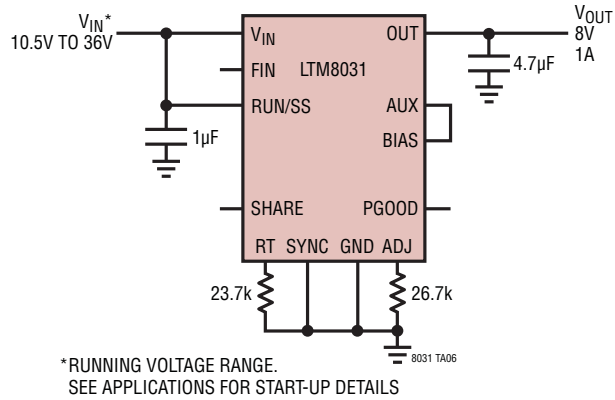 V_IN*
10.5V TO 36V
V_IN
FIN
RUN/SS
SHARE
LTM8031
OUT
AUX
BIAS
PGOOD
RT SYNC GND ADJ
V_OUT
8V
1A
4.7µF
1µF
23.7k
26.7k
8031 TA06
*RUNNING VOLTAGE RANGE.
SEE APPLICATIONS FOR START-UP DETAILS